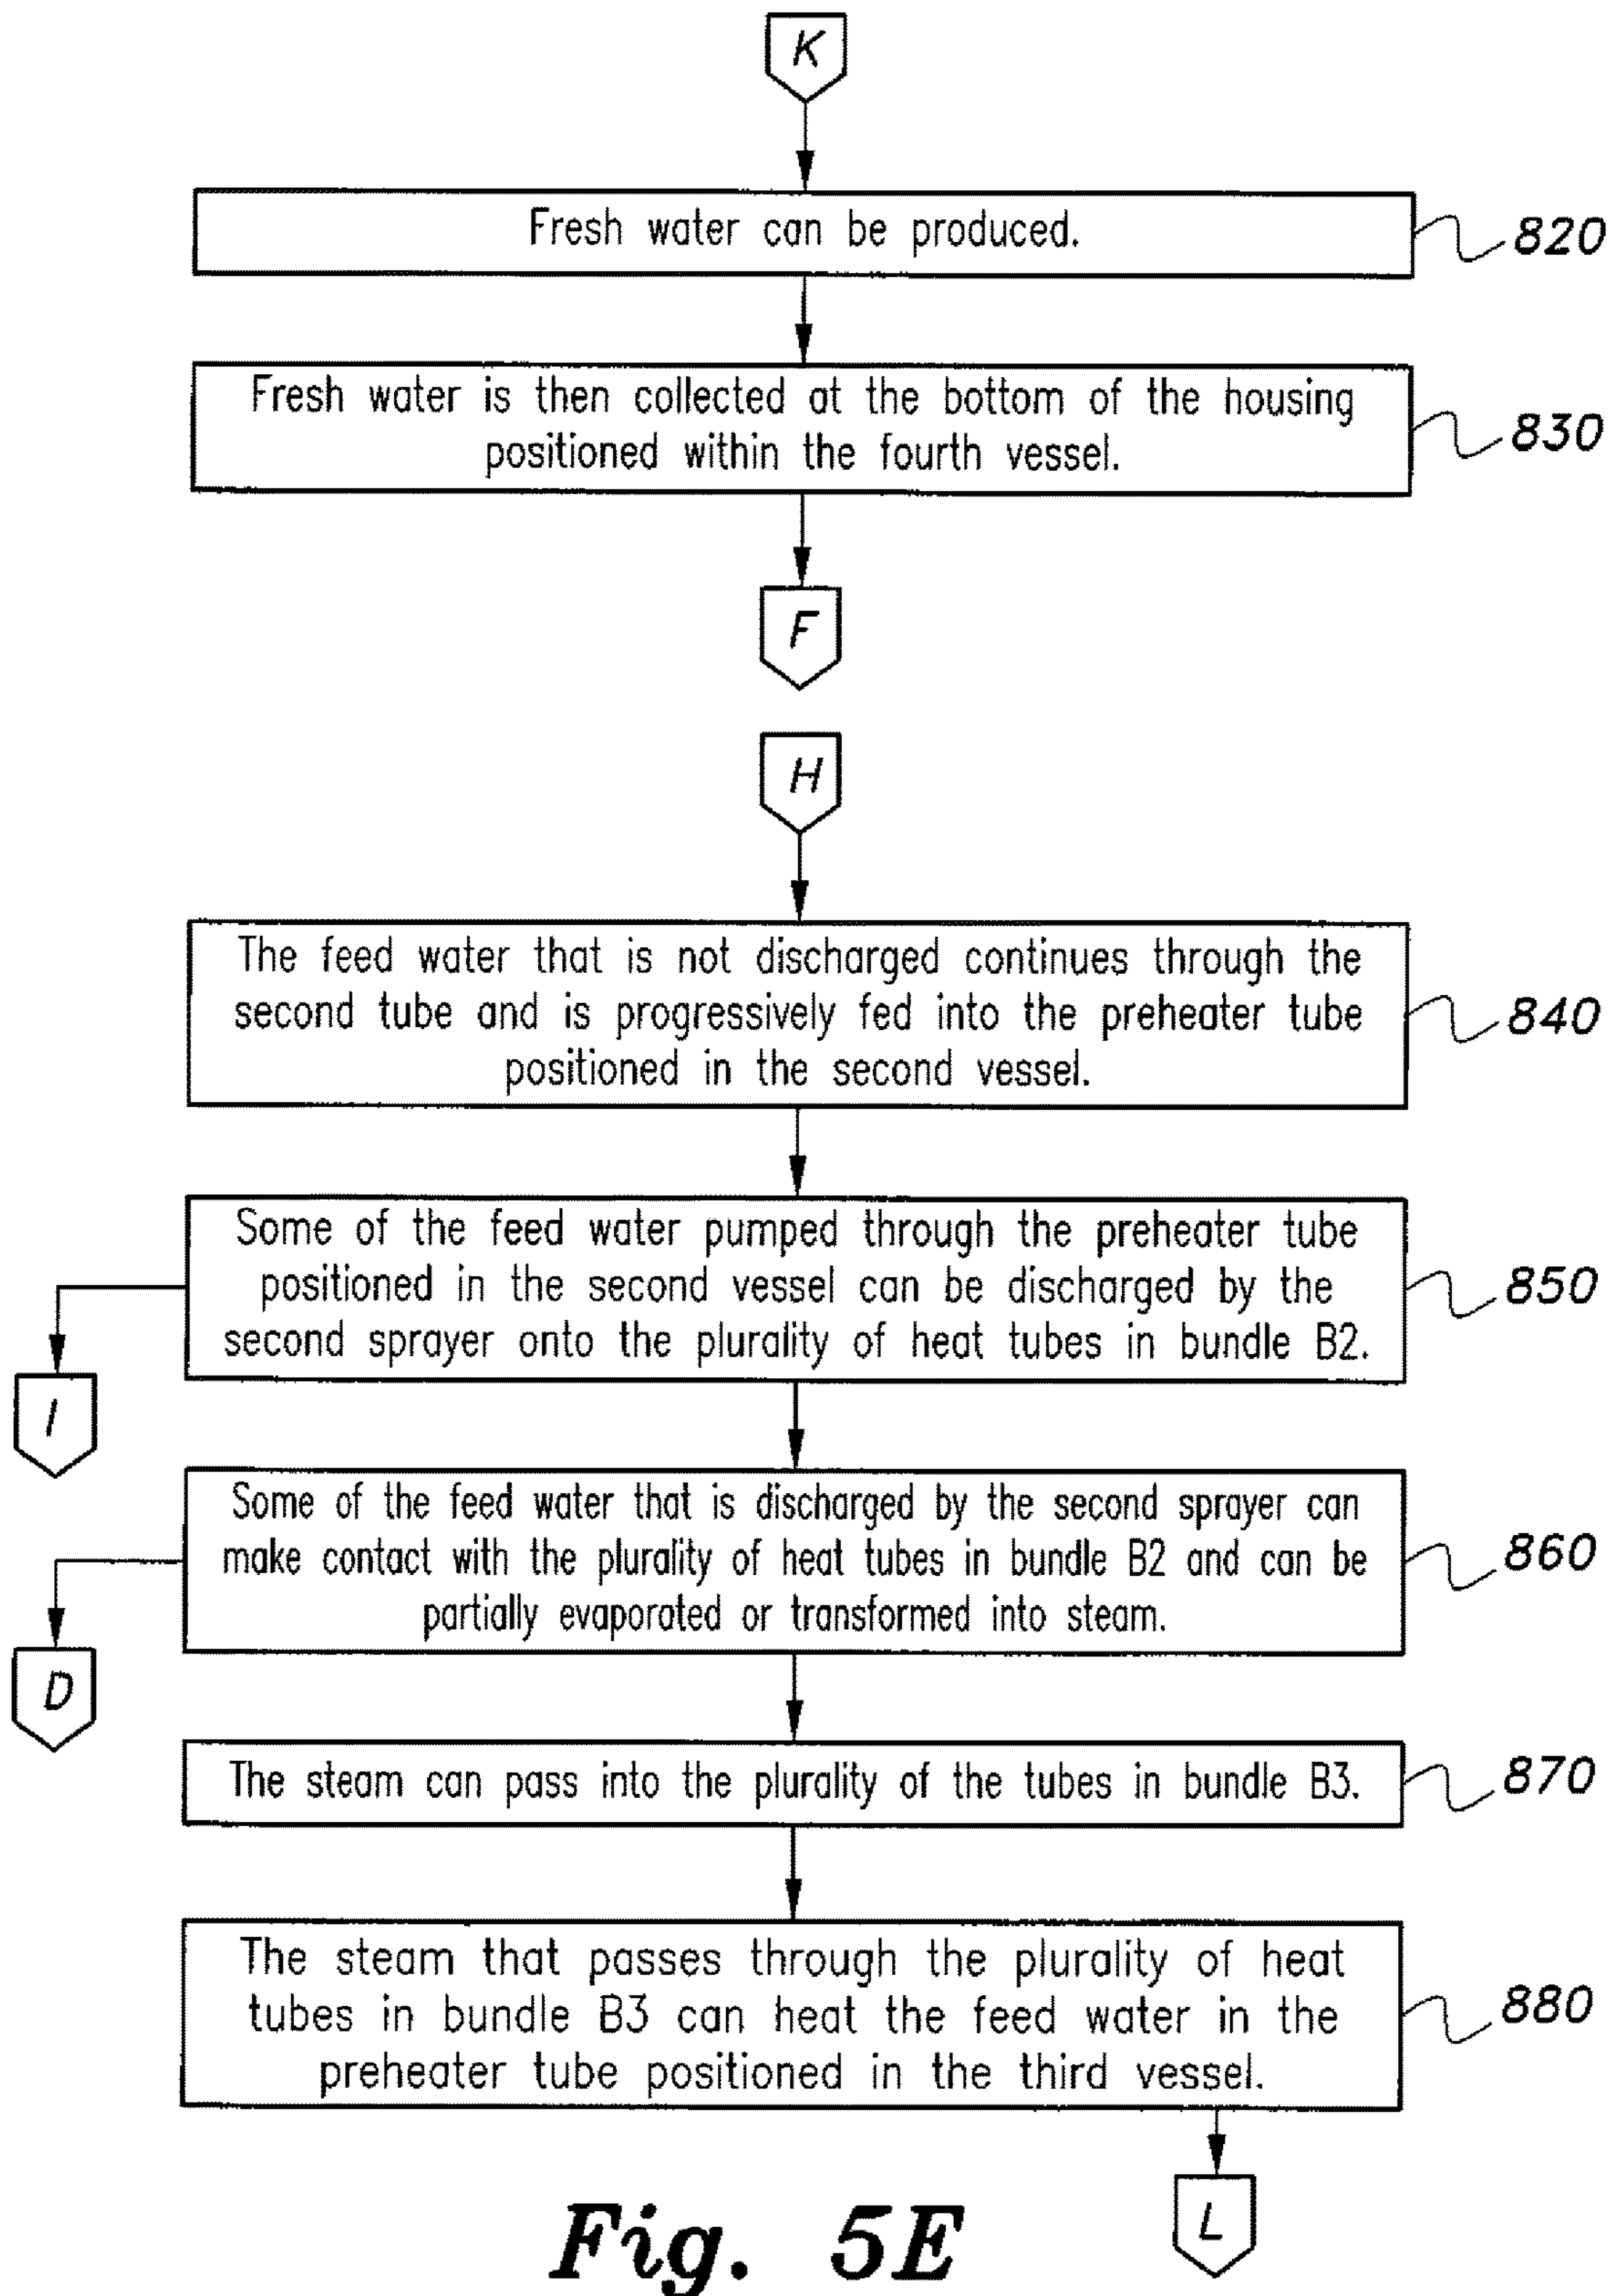 K
Fresh water can be produced.
820
Fresh water is then collected at the bottom of the housing
positioned within the fourth vessel.
830
F
H
The feed water that is not discharged continues through the
second tube and is progressively fed into the preheater tube
positioned in the second vessel.
840
Some of the feed water pumped through the preheater tube
positioned in the second vessel can be discharged by the
second sprayer onto the plurality of heat tubes in bundle B2.
850
I
Some of the feed water that is discharged by the second sprayer can
make contact with the plurality of heat tubes in bundle B2 and can be
partially evaporated or transformed into steam.
860
D
The steam can pass into the plurality of the tubes in bundle B3.
870
The steam that passes through the plurality of heat
tubes in bundle B3 can heat the feed water in the
preheater tube positioned in the third vessel.
880
L
Fig. 5E